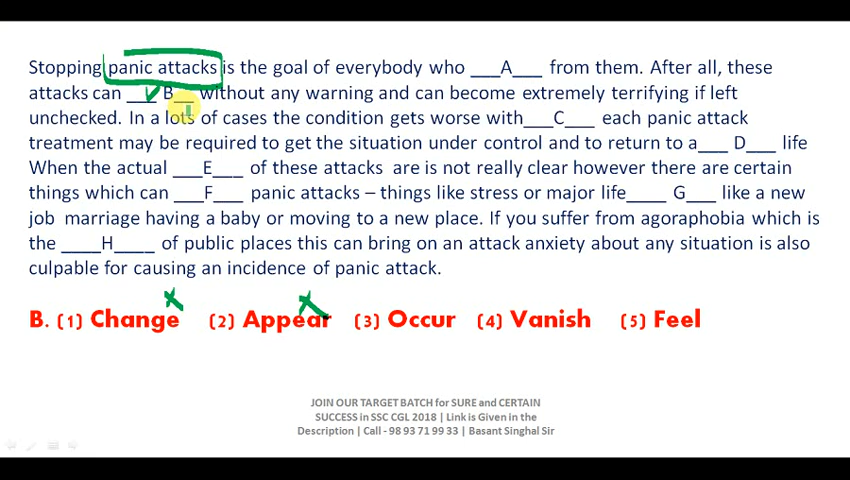 Stopping panic attacks is the goal of everybody who ___A___ from them. After all, these
attacks can ___ B___ without any warning and can become extremely terrifying if left
unchecked. In a lots of cases the condition gets worse with___C___ each panic attack
treatment may be required to get the situation under control and to return to a___ D___ life
When the actual ___E___ of these attacks are is not really clear however there are certain
things which can ___F___ panic attacks – things like stress or major life____ G___ like a new
job marriage having a baby or moving to a new place. If you suffer from agoraphobia which is
the ____H____ of public places this can bring on an attack anxiety about any situation is also
culpable for causing an incidence of panic attack.
B. (1) Change (2) Appear (3) Occur (4) Vanish (5) Feel
JOIN OUR TARGET BATCH for SURE and CERTAIN
SUCCESS in SSC CGL 2018 | Link is Given in the
Description | Call - 98 93 71 99 33 | Basant Singhal Sir